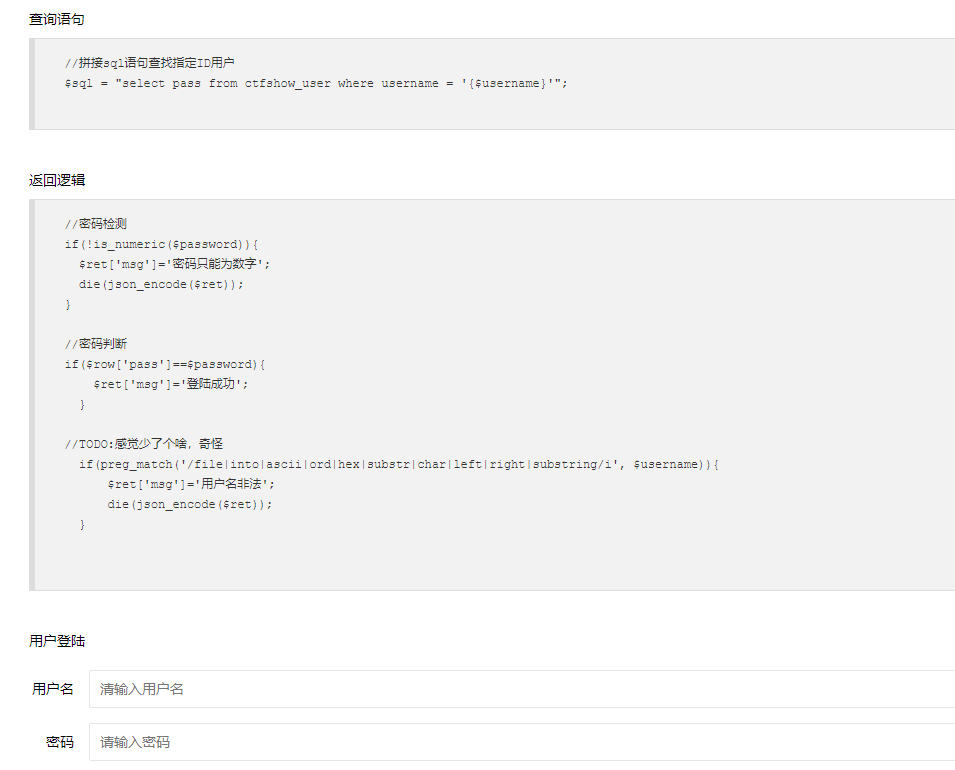 查询语句
//拼接sql语句查找指定ID用户
$sql = "select pass from ctfshow_user where username = '{$username}'";
返回逻辑
//密码检测
if(!is_numeric($password)){
$ret['msg']='密码只能为数字';
die(json_encode($ret));
}
//密码判断
if($row['pass']==$password){
$ret['msg']='登陆成功';
}
//TODO:感觉少了个啥，奇怪
if(preg_match('/file|into|ascii|ord|hex|substr|char|left|right|substring/i', $username)){
$ret['msg']='用户名非法';
die(json_encode($ret));
}
用户登陆
用户名 请输入用户名
密码 请输入密码